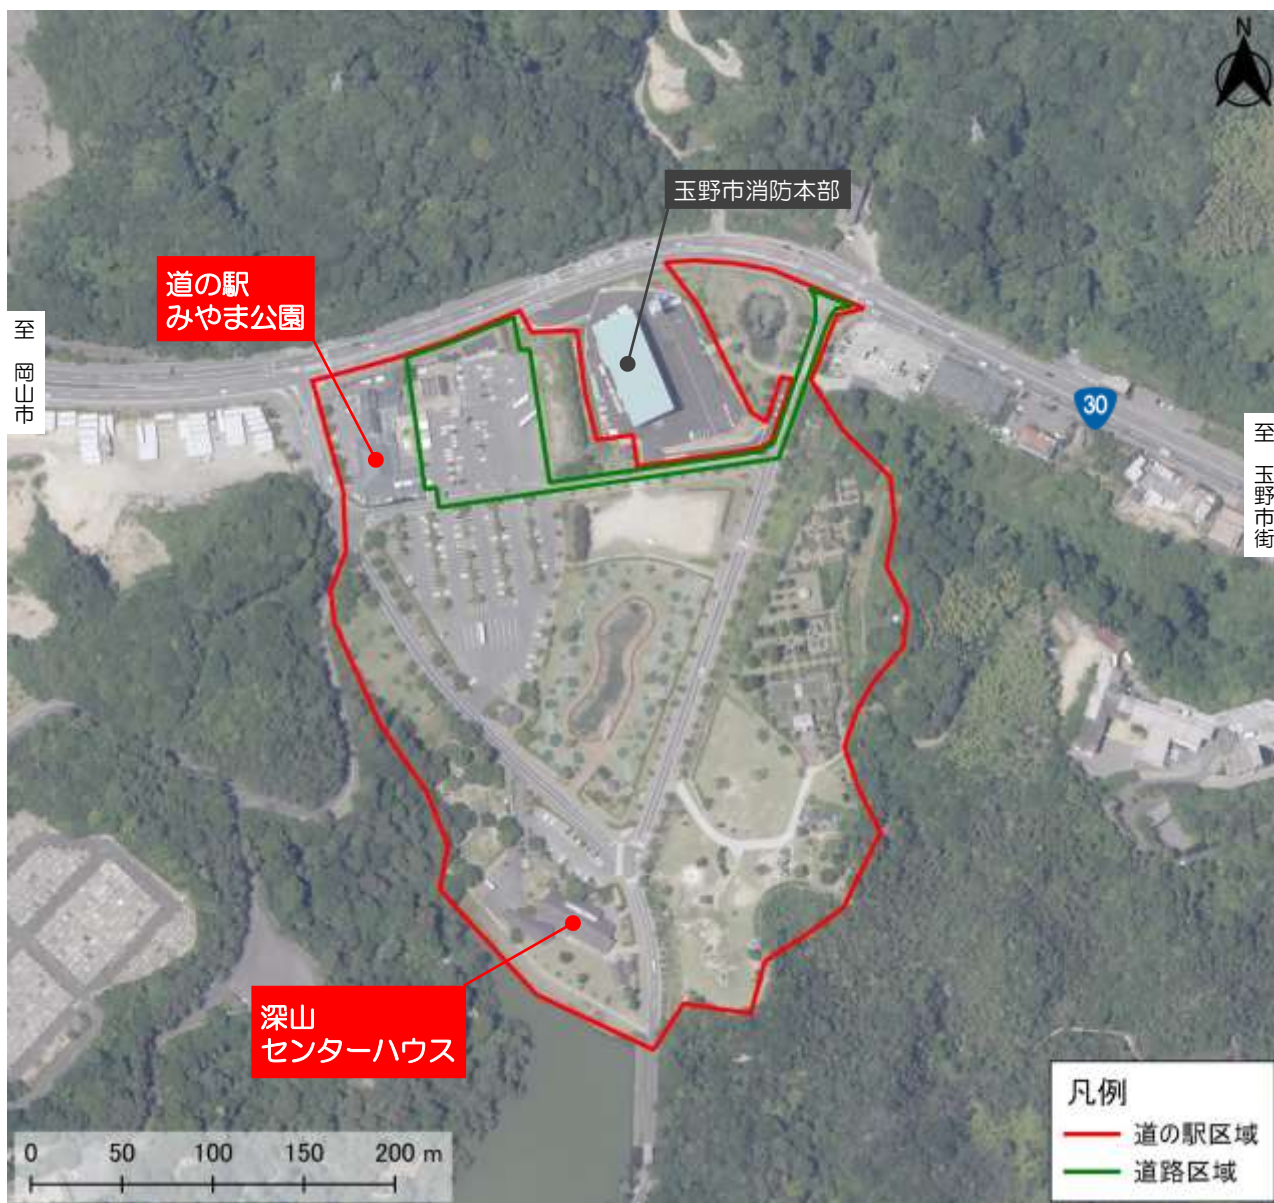 N
玉野市消防本部
道の駅
みやま公園
至 岡山市
30
至 玉野市街
深山
センターハウス
凡例
道の駅区域
道路区域
0 50 100 150 200 m